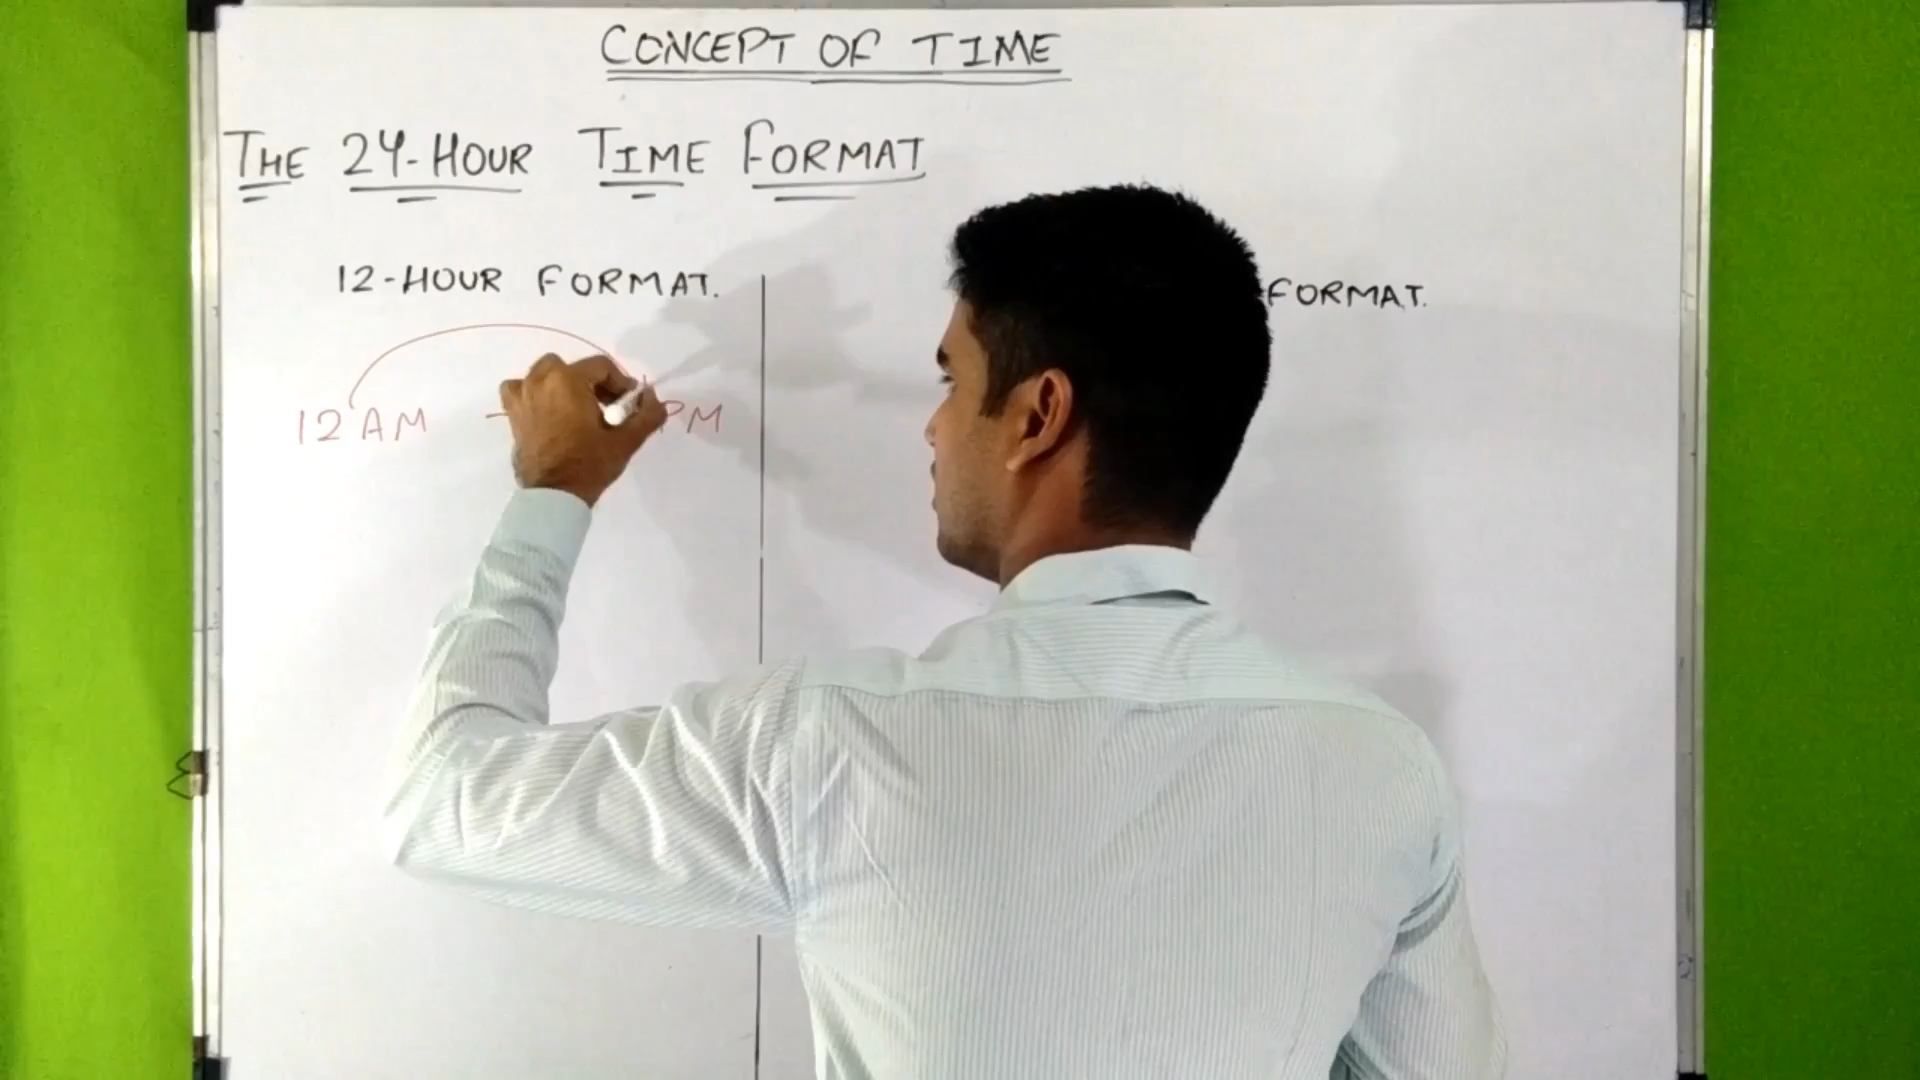 CONCEPT OF TIME
THE 24-HOUR TIME FORMAT
12-HOUR FORMAT.
FORMAT.
12 AM - PM